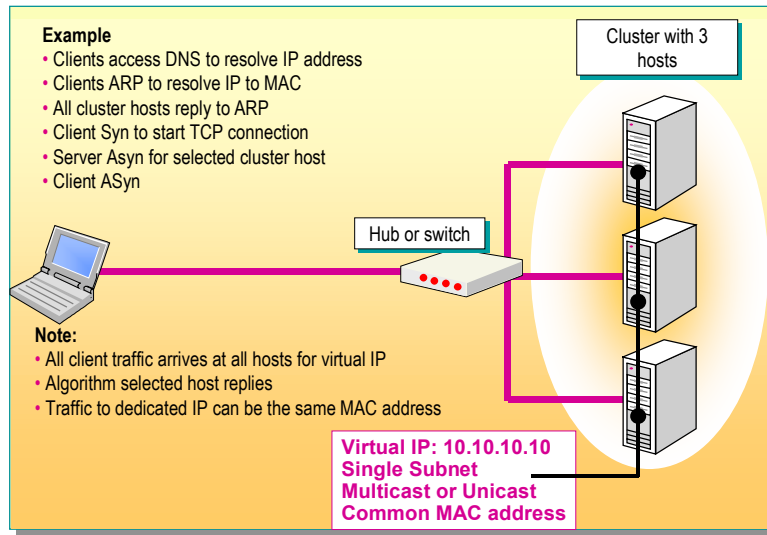 Example
• Clients access DNS to resolve IP address
• Clients ARP to resolve IP to MAC
• All cluster hosts reply to ARP
• Client Syn to start TCP connection
• Server Asyn for selected cluster host
• Client ASyn
Cluster with 3
hosts
Hub or switch
Note:
• All client traffic arrives at all hosts for virtual IP
• Algorithm selected host replies
• Traffic to dedicated IP can be the same MAC address
Virtual IP: 10.10.10.10
Single Subnet
Multicast or Unicast
Common MAC address